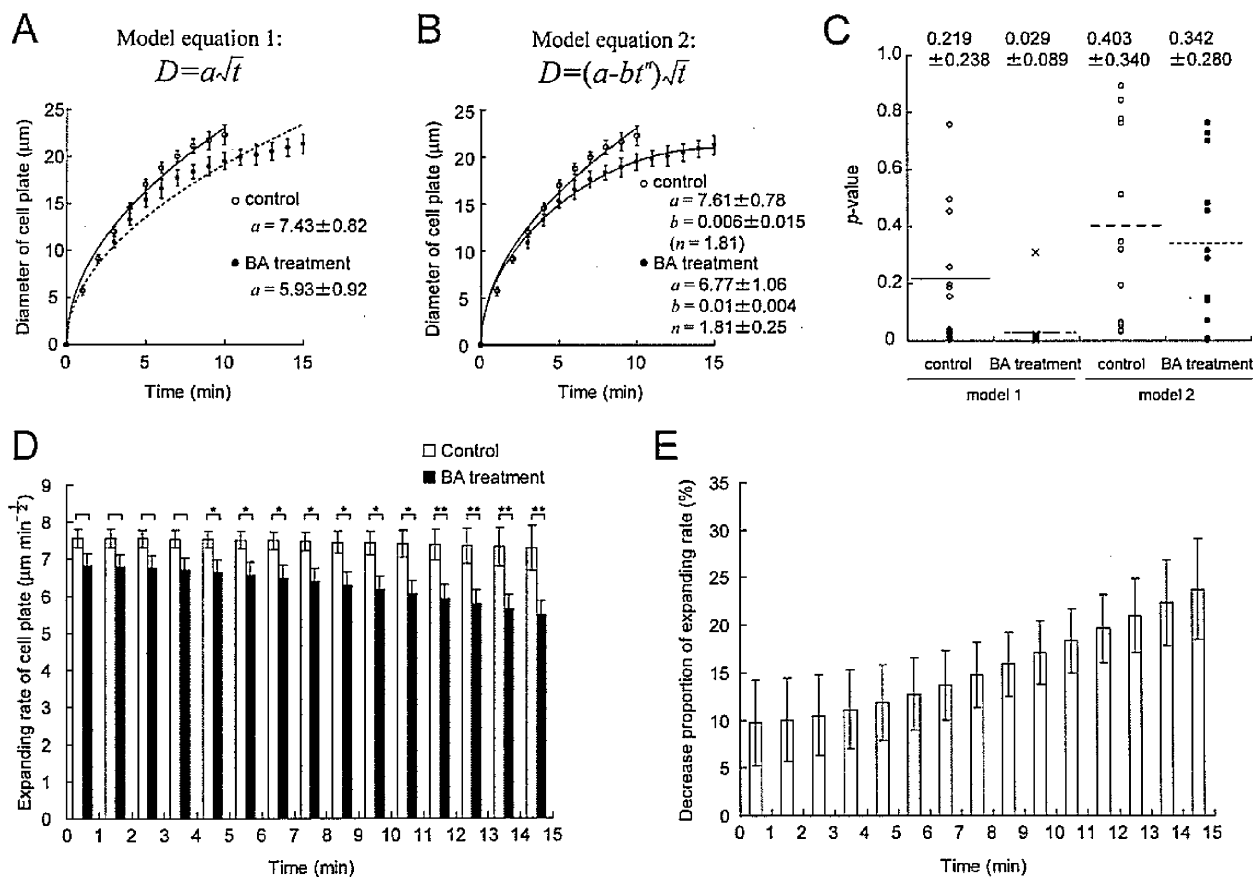 A
Model equation 1:
D=a√t
Diameter of cell plate (µm)
25
20
15
10
5
0
control
a = 7.43±0.82
BA treatment
a = 5.93±0.92
0
5
10
15
Time (min)
B
Model equation 2:
D=(a-btⁿ)√t
Diameter of cell plate (µm)
25
20
15
10
5
0
control
a = 7.61±0.78
b = 0.006±0.015
(n = 1.81)
BA treatment
a = 6.77±1.06
b = 0.01±0.004
n = 1.81±0.25
0
5
10
15
Time (min)
C
0.219 0.029 0.403 0.342
±0.238 ±0.089 ±0.340 ±0.280
p-value
1.0
0.8
0.6
0.4
0.2
0
control BA treatment control BA treatment
model 1 model 2
D
Control
BA treatment
Expanding rate of cell plate (µm min-½)
9
8
7
6
5
4
3
2
1
0
* * * * * * * ** ** ** **
0 1 2 3 4 5 6 7 8 9 10 11 12 13 14 15
Time (min)
E
Decrease proportion of expanding rate (%)
35
30
25
20
15
10
5
0
0 1 2 3 4 5 6 7 8 9 10 11 12 13 14 15
Time (min)